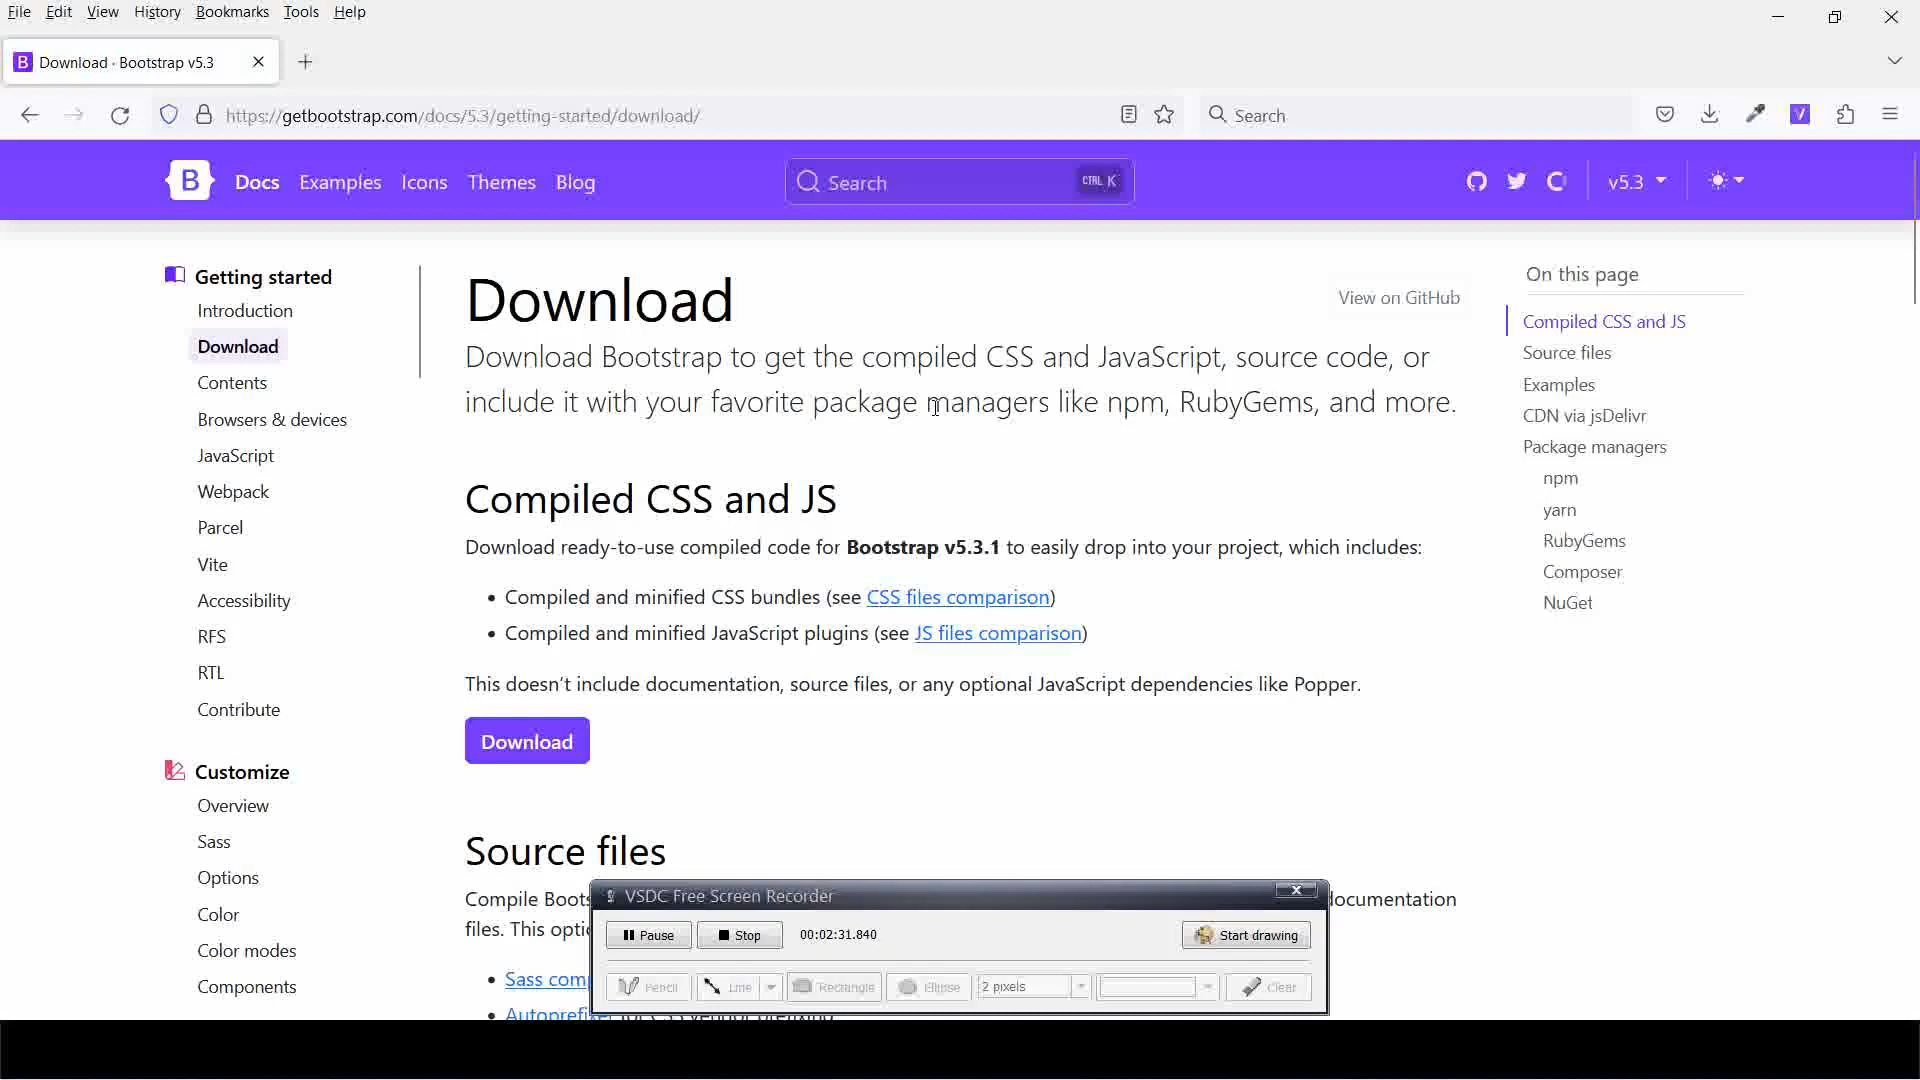 File Edit View History Bookmarks Tools Help
Download · Bootstrap v5.3
https://getbootstrap.com/docs/5.3/getting-started/download/
Search
B Docs Examples Icons Themes Blog
Search
CTRL K
v5.3
Getting started
Introduction
Download
Contents
Browsers & devices
JavaScript
Webpack
Parcel
Vite
Accessibility
RFS
RTL
Contribute
Customize
Overview
Sass
Options
Color
Color modes
Components
Download
View on GitHub
Download Bootstrap to get the compiled CSS and JavaScript, source code, or
include it with your favorite package managers like npm, RubyGems, and more.
Compiled CSS and JS
Download ready-to-use compiled code for Bootstrap v5.3.1 to easily drop into your project, which includes:
• Compiled and minified CSS bundles (see CSS files comparison)
• Compiled and minified JavaScript plugins (see JS files comparison)
This doesn’t include documentation, source files, or any optional JavaScript dependencies like Popper.
Download
Source files
Compile documentation
files. This
• Sass
•
On this page
Compiled CSS and JS
Source files
Examples
CDN via jsDelivr
Package managers
npm
yarn
RubyGems
Composer
NuGet
VSDC Free Screen Recorder
Pause Stop 00:02:31.840 Start drawing
Pencil Line Rectangle Ellipse 2 pixels Clear